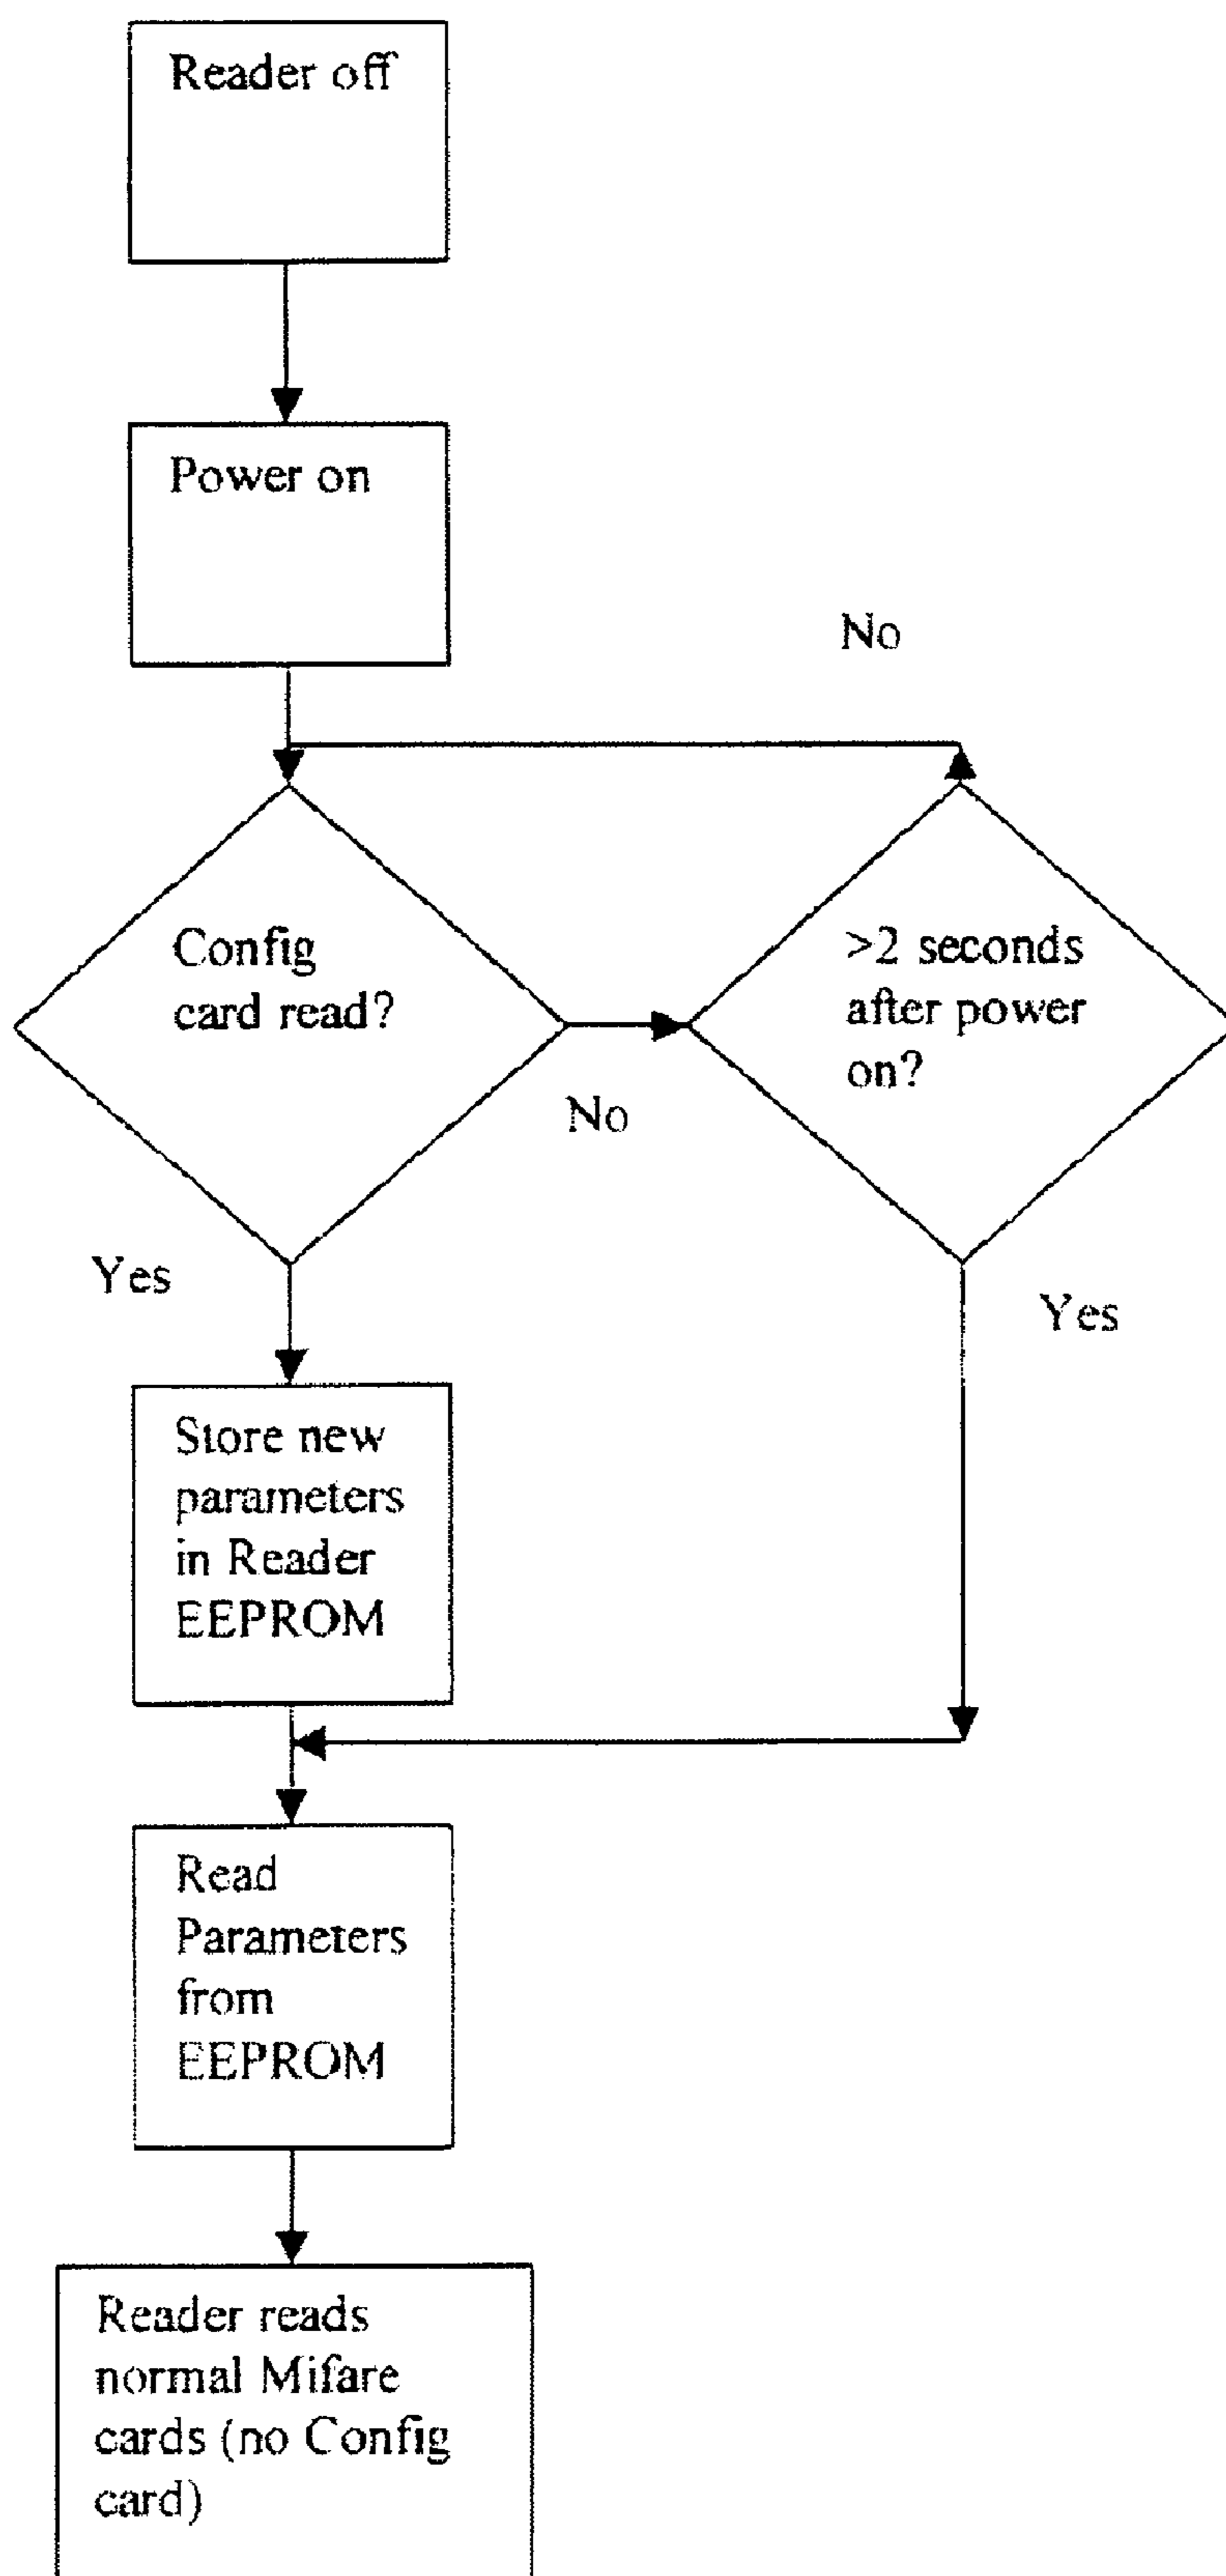 Reader off
Power on
No
Config
card read?
>2 seconds
after power
on?
No
Yes
Yes
Store new
parameters
in Reader
EEPROM
Read
Parameters
from
EEPROM
Reader reads
normal Mifare
cards (no Config
card)